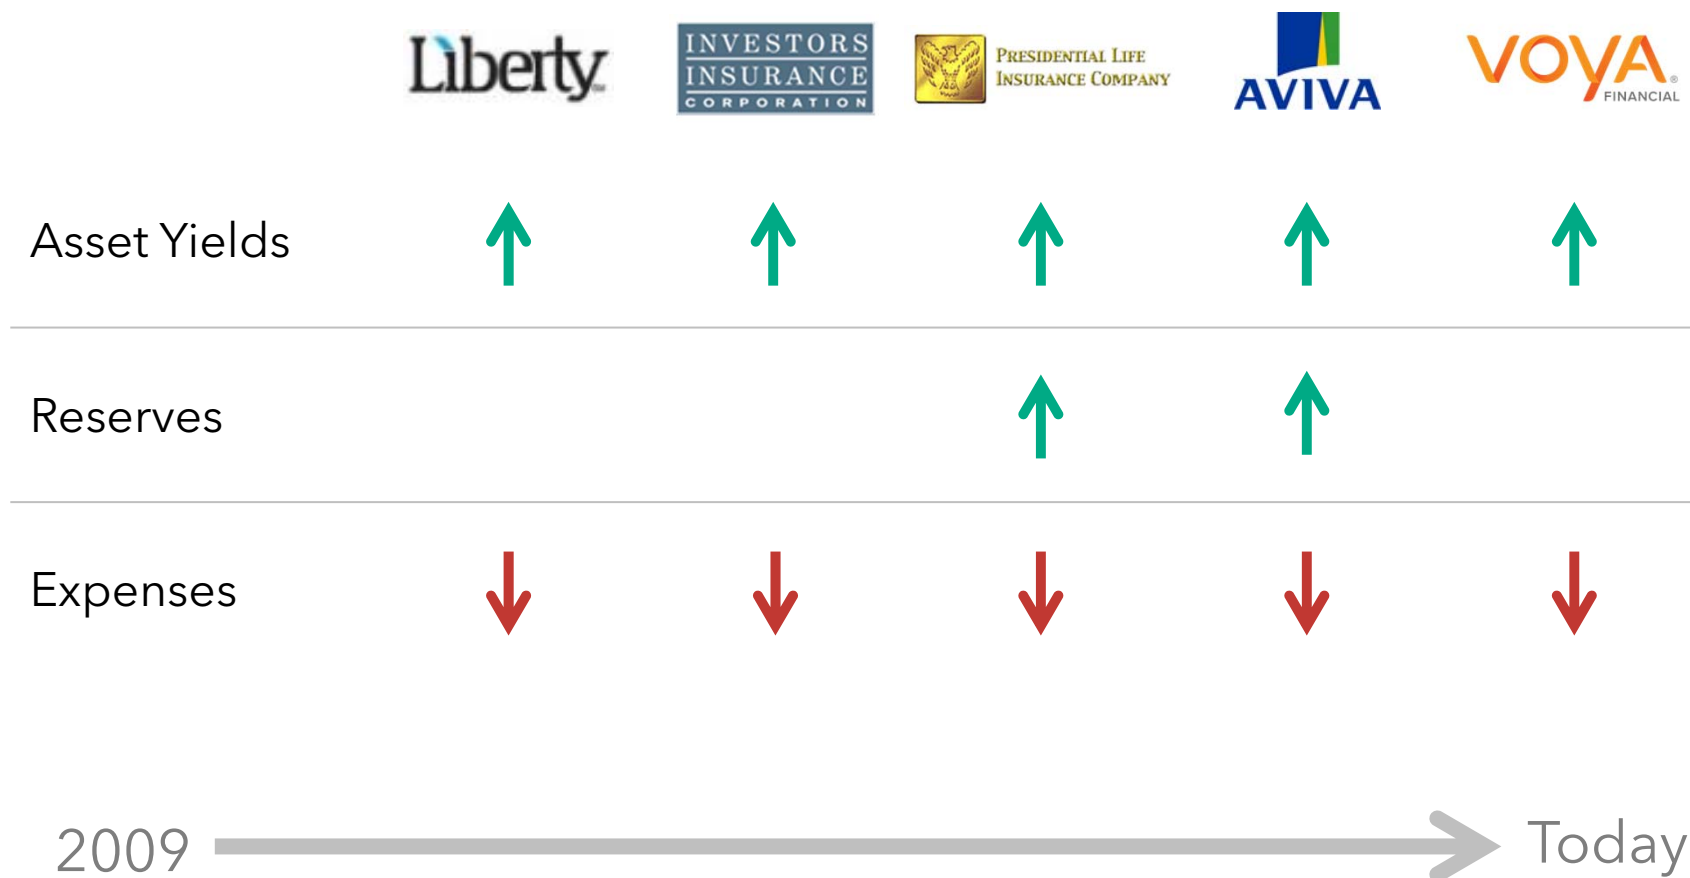 Liberty
INVESTORS
INSURANCE
CORPORATION
PRESIDENTIAL LIFE
INSURANCE COMPANY
AVIVA
VOYA®
FINANCIAL
Asset Yields
Reserves
Expenses
2009
Today